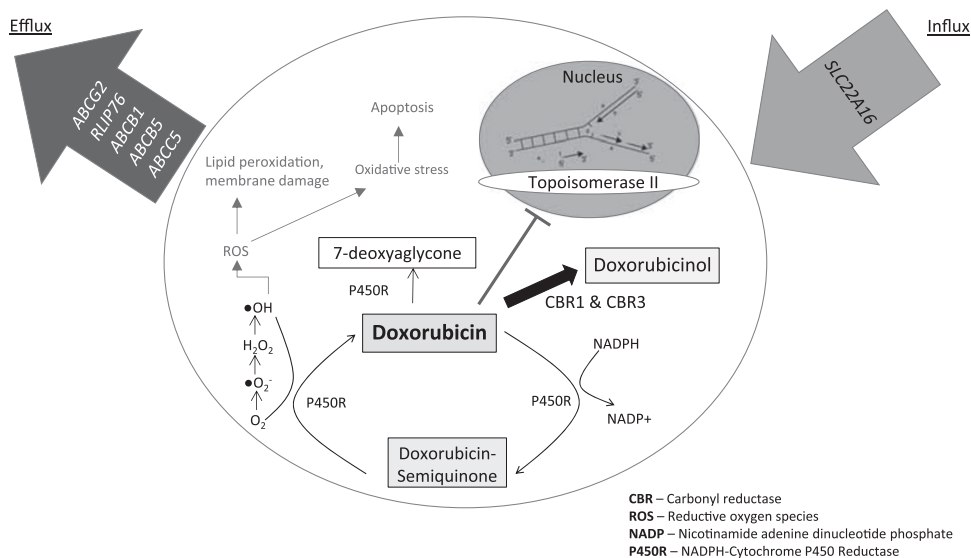 Efflux
Influx
ABCG2
RLIP76
ABCB1
ABCB5
ABCC5
SLC22A16
Nucleus
Topoisomerase II
Apoptosis
Lipid peroxidation,
membrane damage
Oxidative stress
ROS
7-deoxyaglycone
P450R
Doxorubicinol
CBR1 & CBR3
Doxorubicin
●OH
H₂O₂
●O₂⁻
O₂
P450R
P450R
NADPH
NADP+
Doxorubicin-
Semiquinone
CBR – Carbonyl reductase
ROS – Reductive oxygen species
NADP – Nicotinamide adenine dinucleotide phosphate
P450R – NADPH-Cytochrome P450 Reductase